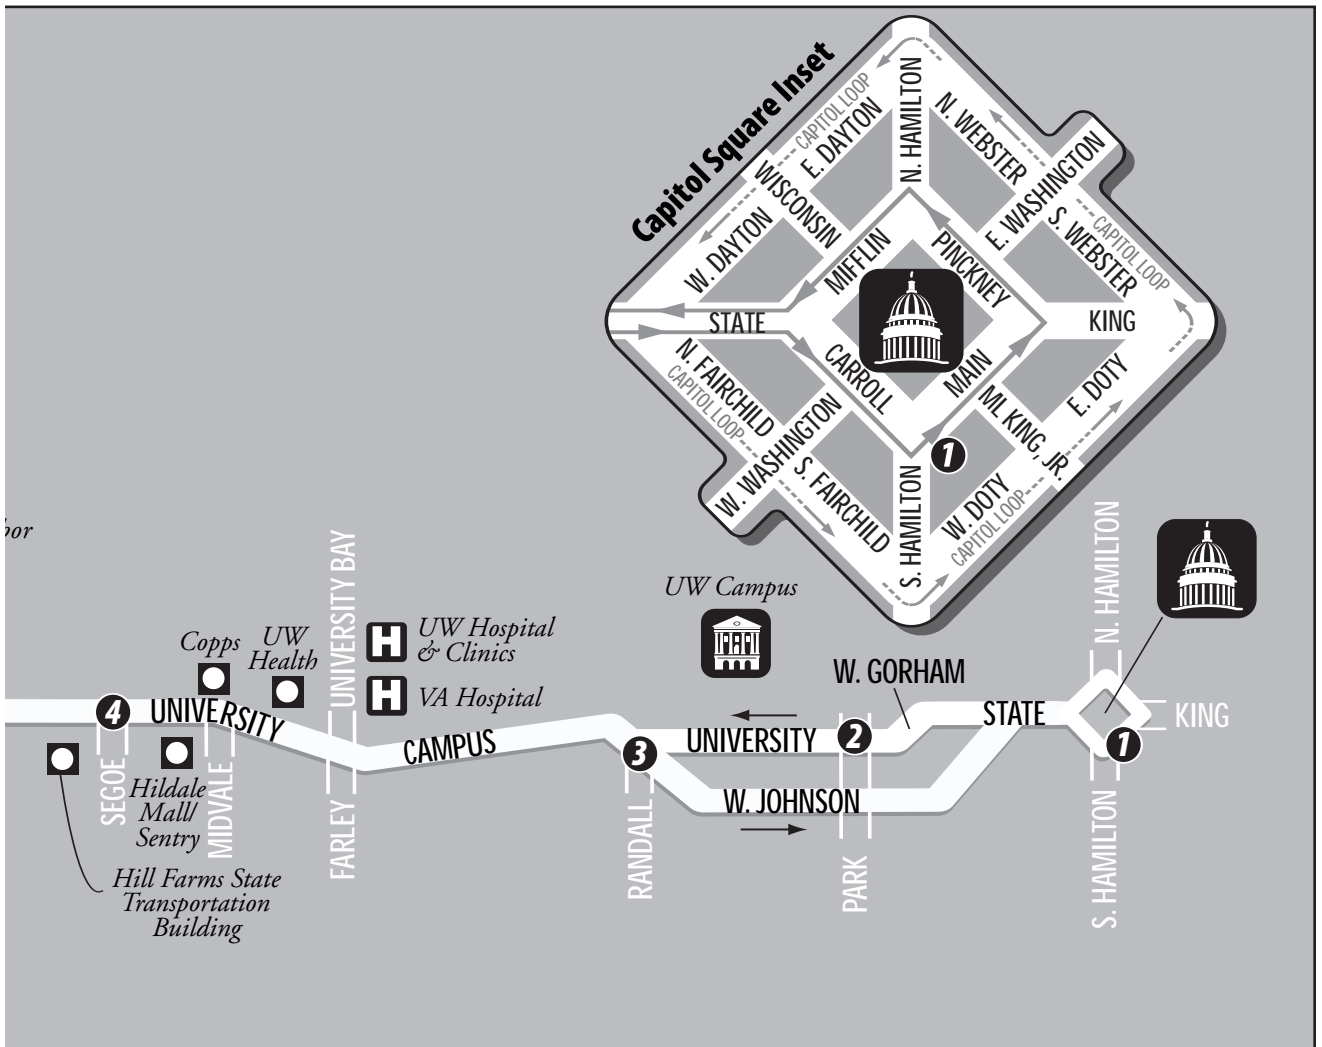 Capitol Square Inset
CAPITOL LOOP
E. DAYTON
N. HAMILTON
N. WEBSTER
WISCONSIN
E. WASHINGTON
W. DAYTON
MIFFLIN
PINCKNEY
S. WEBSTER
CAPITOL LOOP
STATE
KING
N. FAIRCHILD
CAPITOL LOOP
CARROLL
MAIN
E. DOTY
ML KING, JR.
W. WASHINGTON
1
S. FAIRCHILD
S. HAMILTON
W. DOTY
CAPITOL LOOP
bor
UNIVERSITY BAY
N. HAMILTON
UW Campus
Copps
UW
Health
H
UW Hospital
& Clinics
H
VA Hospital
W. GORHAM
4
UNIVERSITY
CAMPUS
3
UNIVERSITY
2
STATE
KING
1
SEGOE
Hildale
Mall/
Sentry
MIDVALE
FARLEY
RANDALL
W. JOHNSON
PARK
S. HAMILTON
Hill Farms State
Transportation
Building